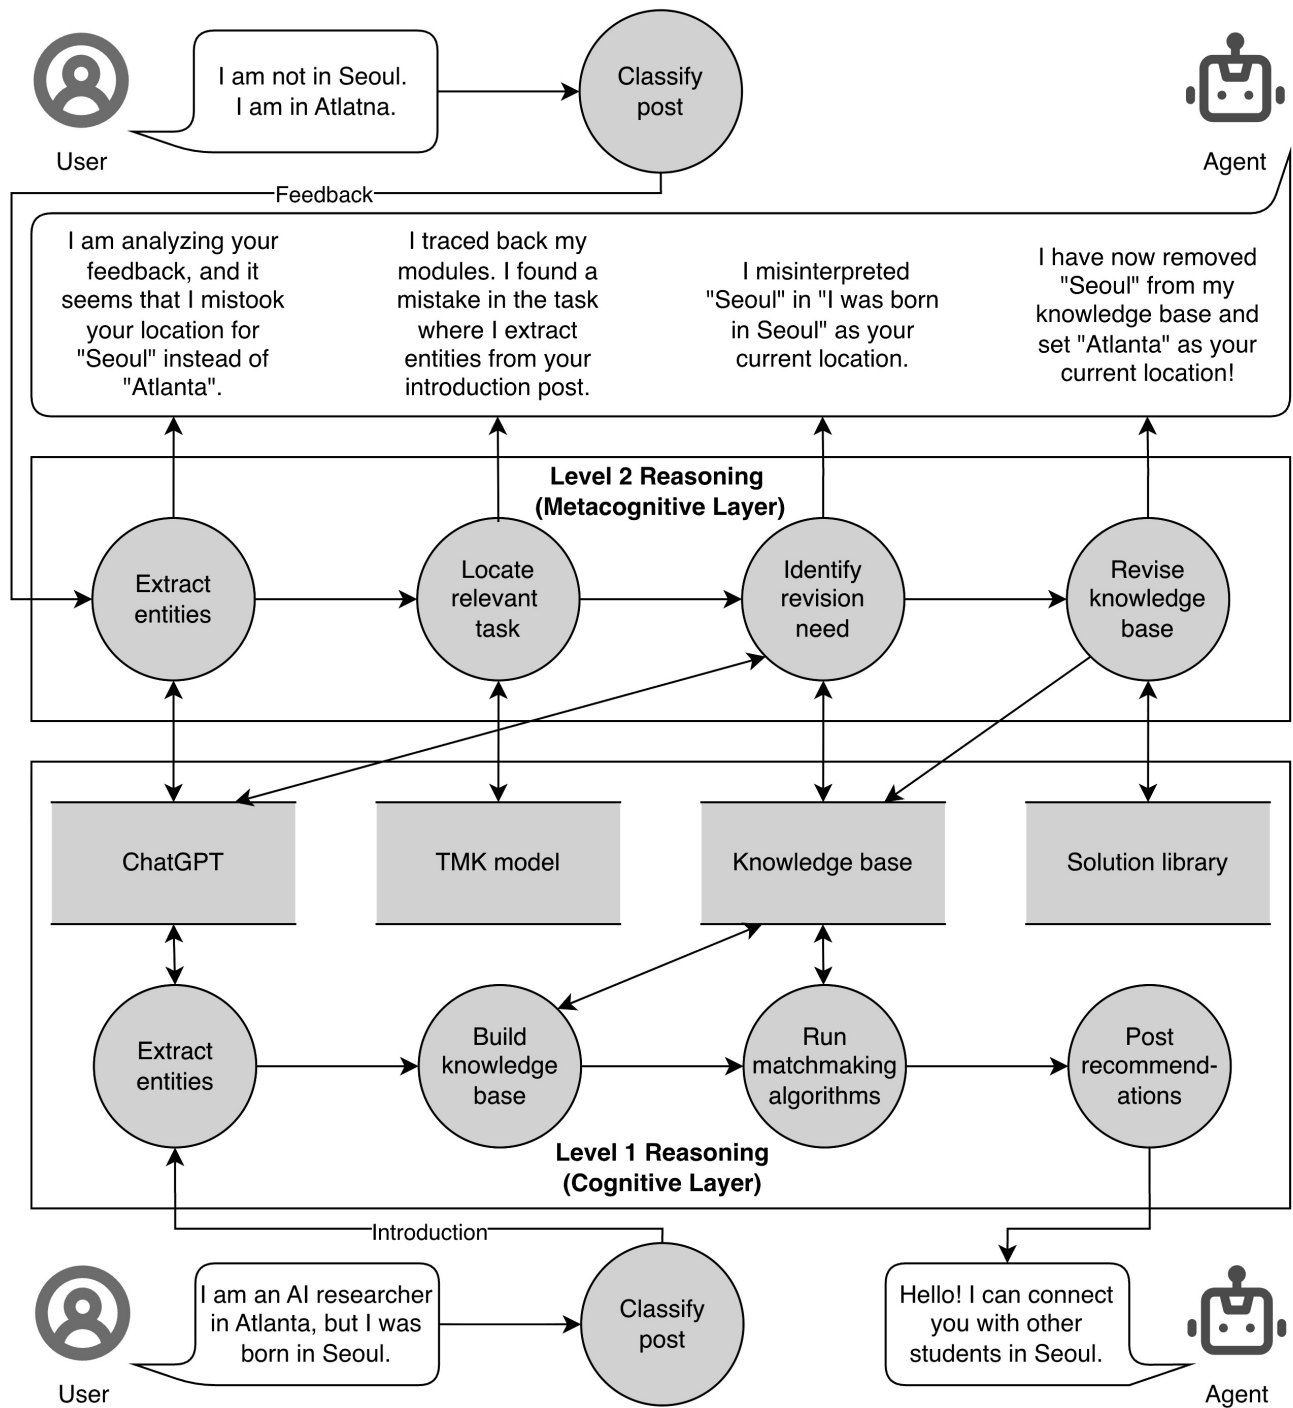 I am not in Seoul.
I am in Atlatna.
Classify
post
User
Agent
Feedback
I am analyzing your
feedback, and it
seems that I mistook
your location for
"Seoul" instead of
"Atlanta".
I traced back my
modules. I found a
mistake in the task
where I extract
entities from your
introduction post.
I misinterpreted
"Seoul" in "I was born
in Seoul" as your
current location.
I have now removed
"Seoul" from my
knowledge base and
set "Atlanta" as your
current location!
Level 2 Reasoning
(Metacognitive Layer)
Extract
entities
Locate
relevant
task
Identify
revision
need
Revise
knowledge
base
ChatGPT
TMK model
Knowledge base
Solution library
Extract
entities
Build
knowledge
base
Run
matchmaking
algorithms
Post
recommend-
ations
Level 1 Reasoning
(Cognitive Layer)
Introduction
I am an AI researcher
in Atlanta, but I was
born in Seoul.
User
Classify
post
Hello! I can connect
you with other
students in Seoul.
Agent